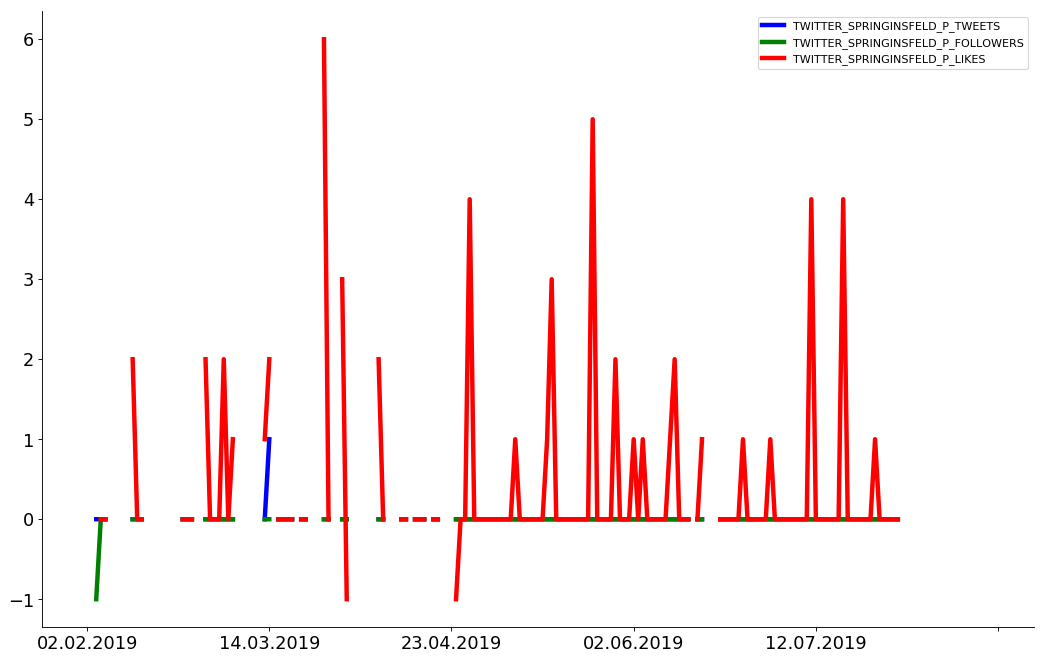 TWITTER_SPRINGINSFELD_P_TWEETS
TWITTER_SPRINGINSFELD_P_FOLLOWERS
TWITTER_SPRINGINSFELD_P_LIKES
6
5
4
3
2
1
0
−1
02.02.2019 14.03.2019 23.04.2019 02.06.2019 12.07.2019